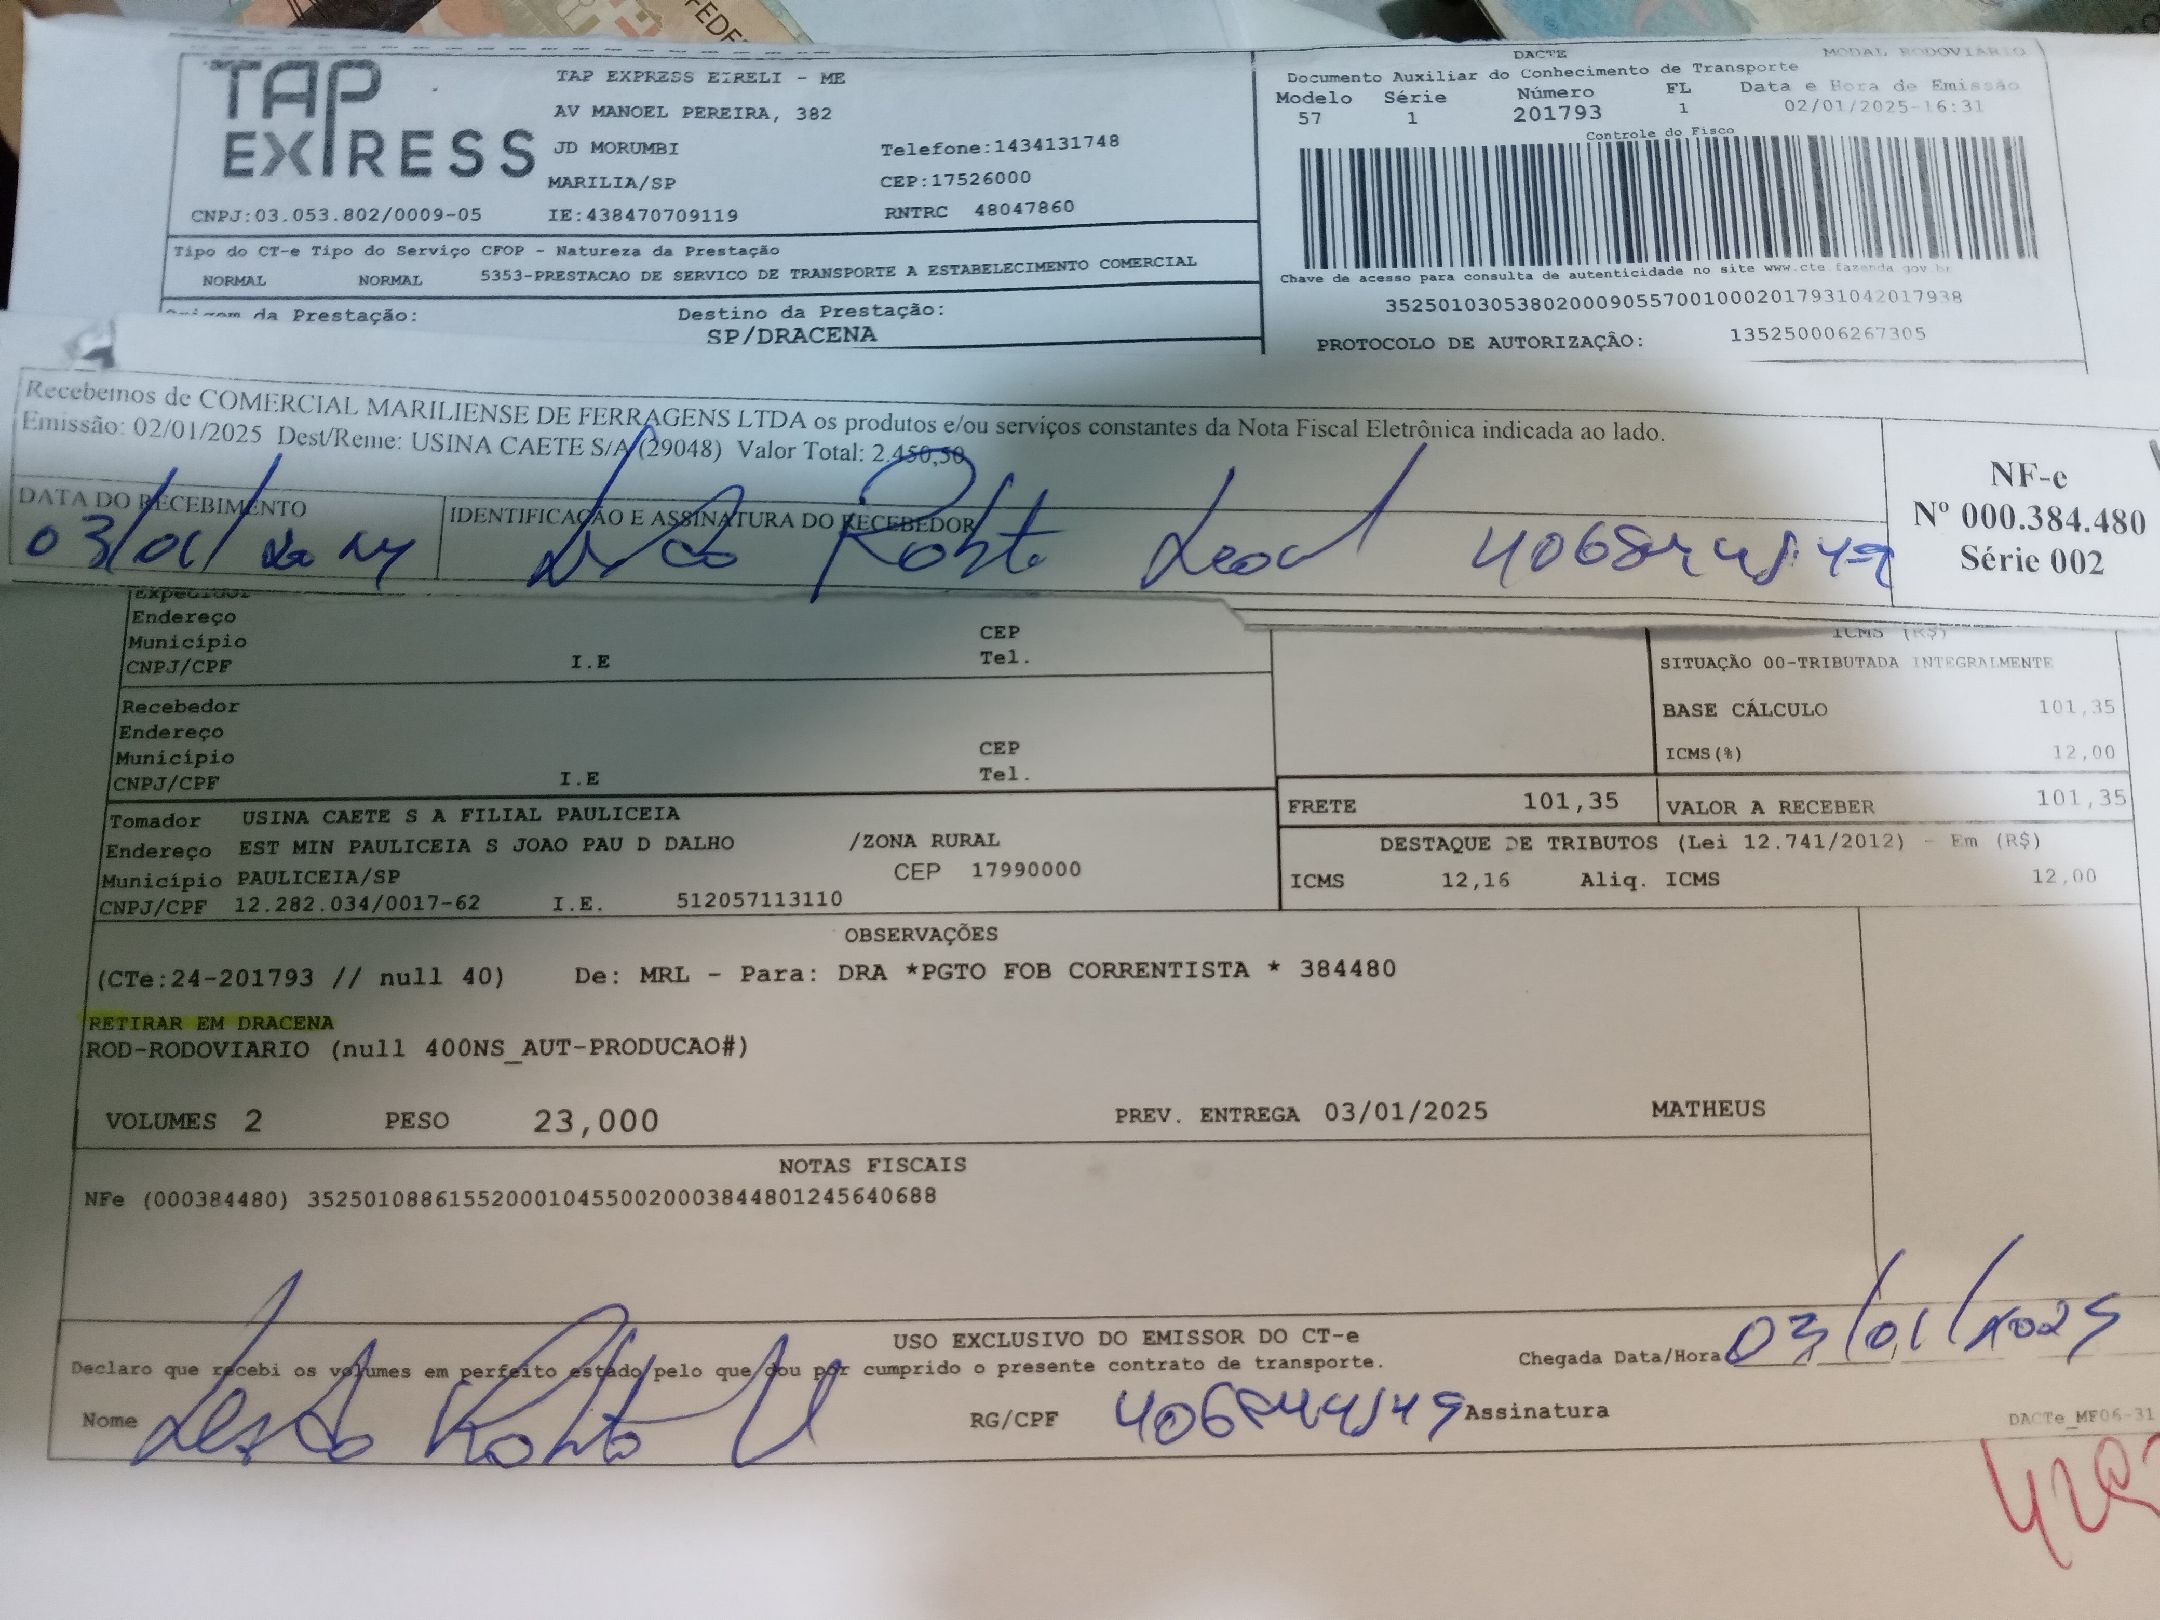 FEDE
TAP EXPRESS
TAP EXPRESS EIRELI - ME
AV MANOEL PEREIRA, 382
JD MORUMBI Telefone:1434131748
MARILIA/SP CEP:17526000
CNPJ:03.053.802/0009-05 IE:438470709119 RNTRC 48047860
DACTE MODAL RODOVIARIO
Documento Auxiliar do Conhecimento de Transporte
Modelo Série Número FL Data e Hora de Emissão
57 1 201793 1 02/01/2025-16:31
Controle do Fisco
Chave de acesso para consulta de autenticidade no site www.cte.fazenda.gov.br
35250103053802000905570010002017931042017938
PROTOCOLO DE AUTORIZAÇÃO: 135250006267305
Tipo do CT-e Tipo do Serviço CFOP - Natureza da Prestação
NORMAL NORMAL 5353-PRESTACAO DE SERVICO DE TRANSPORTE A ESTABELECIMENTO COMERCIAL
Origem da Prestação: Destino da Prestação:
SP/DRACENA
Recebemos de COMERCIAL MARILIENSE DE FERRAGENS LTDA os produtos e/ou serviços constantes da Nota Fiscal Eletrônica indicada ao lado.
Emissão: 02/01/2025 Dest/Reme: USINA CAETE S/A (29048) Valor Total: 2.450,50
DATA DO RECEBIMENTO IDENTIFICAÇÃO E ASSINATURA DO RECEBEDOR
03/01/
NF-e
Nº 000.384.480
Série 002
Expedidor
Endereço
Município CEP
CNPJ/CPF I.E Tel.
Recebedor
Endereço
Município CEP
CNPJ/CPF I.E Tel.
ICMS (R$)
SITUAÇÃO 00-TRIBUTADA INTEGRALMENTE
BASE CÁLCULO 101,35
ICMS(%) 12,00
FRETE 101,35 VALOR A RECEBER 101,35
DESTAQUE DE TRIBUTOS (Lei 12.741/2012) - Em (R$)
ICMS 12,16 Aliq. ICMS 12,00
Tomador USINA CAETE S A FILIAL PAULICEIA
Endereço EST MIN PAULICEIA S JOAO PAU D DALHO /ZONA RURAL
Município PAULICEIA/SP CEP 17990000
CNPJ/CPF 12.282.034/0017-62 I.E. 512057113110
OBSERVAÇÕES
(CTe:24-201793 // null 40) De: MRL - Para: DRA *PGTO FOB CORRENTISTA * 384480
RETIRAR EM DRACENA
ROD-RODOVIARIO (null 400NS_AUT-PRODUCAO#)
VOLUMES 2 PESO 23,000 PREV. ENTREGA 03/01/2025 MATHEUS
NOTAS FISCAIS
NFe (000384480) 35250108861552000104550020003844801245640688
USO EXCLUSIVO DO EMISSOR DO CT-e
Declaro que recebi os volumes em perfeito estado pelo que dou por cumprido o presente contrato de transporte. Chegada Data/Hora 03/01/2025
Nome RG/CPF Assinatura
DACTe_MF06-31